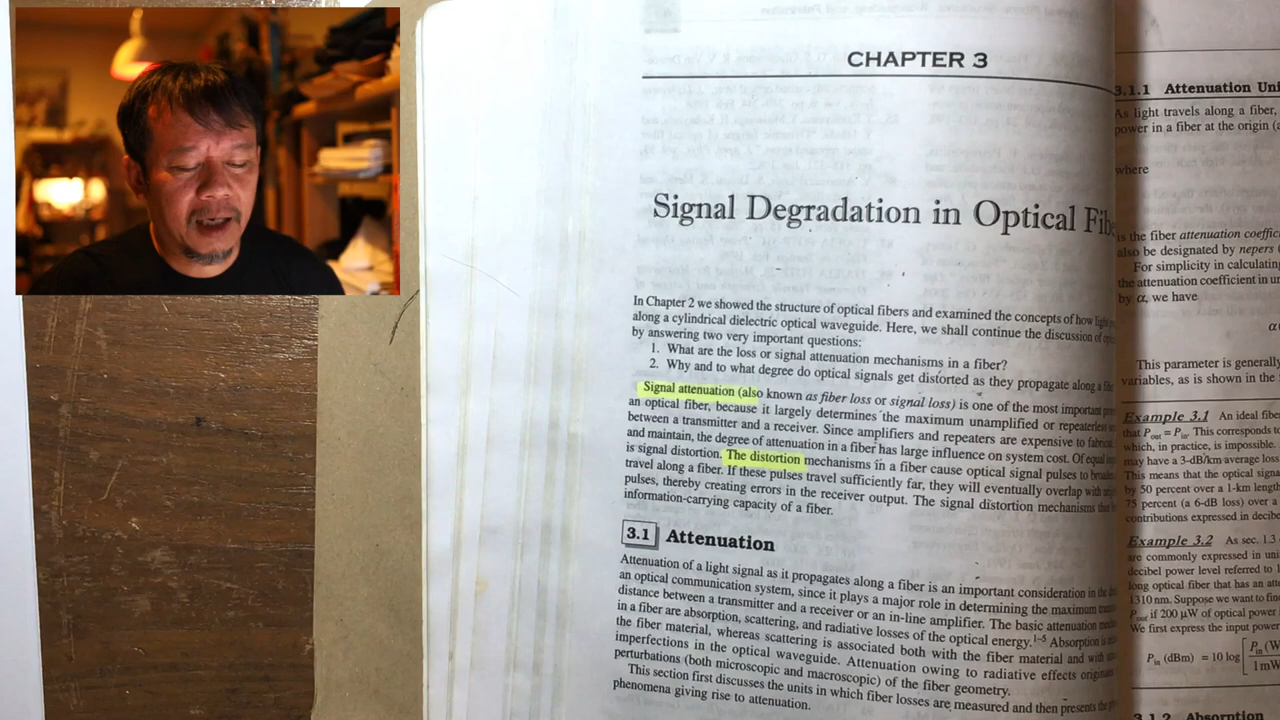 CHAPTER 3
Signal Degradation in Optical
In Chapter 2 we showed the structure of optical fibers and examined the concepts of how light
along a cylindrical dielectric optical waveguide. Here, we shall continue the discussion of
by answering two very important questions:
1. What are the loss or signal attenuation mechanisms in a fiber?
2. Why and to what degree do optical signals get distorted as they propagate along a
Signal attenuation (also known as fiber loss or signal loss) is one of the most important
an optical fiber, because it largely determines the maximum unamplified or repeaterless
between a transmitter and a receiver. Since amplifiers and repeaters are expensive to
and maintain, the degree of attenuation in a fiber has large influence on system cost. Of equal
is signal distortion. The distortion mechanisms in a fiber cause optical signal pulses to
travel along a fiber. If these pulses travel sufficiently far, they will eventually overlap with
pulses, thereby creating errors in the receiver output. The signal distortion mechanisms
information-carrying capacity of a fiber.
3.1 Attenuation
Attenuation of a light signal as it propagates along a fiber is an important consideration in the
an optical communication system, since it plays a major role in determining the maximum
distance between a transmitter and a receiver or an in-line amplifier. The basic attenuation
in a fiber are absorption, scattering, and radiative losses of the optical energy.1–5 Absorption is
the fiber material, whereas scattering is associated both with the fiber material and with
imperfections in the optical waveguide. Attenuation owing to radiative effects
perturbations (both microscopic and macroscopic) of the fiber geometry.
This section first discusses the units in which fiber losses are measured and then presents the
phenomena giving rise to attenuation.
3.1.1 Attenuation
As light travels along a fiber,
power in a fiber at the origin
where
is the fiber attenuation
also be designated by nepers
For simplicity in calculating
the attenuation coefficient in
by α, we have
α
This parameter is generally
variables, as is shown in the
Example 3.1 An ideal
that Pout = Pin. This corresponds
which, in practice, is impossible.
may have a 3-dB/km average loss
This means that the optical
by 50 percent over a 1-km
75 percent (a 6-dB loss) over a
contributions expressed in
Example 3.2 As sec. 1.3
are commonly expressed in
decibel power level referred to
long optical fiber that has an
1310 nm. Suppose we want to
Pout if 200 μW of optical power
We first express the input power
Pin (dBm) = 10 log [ Pin
1
3.1.2 Absorption